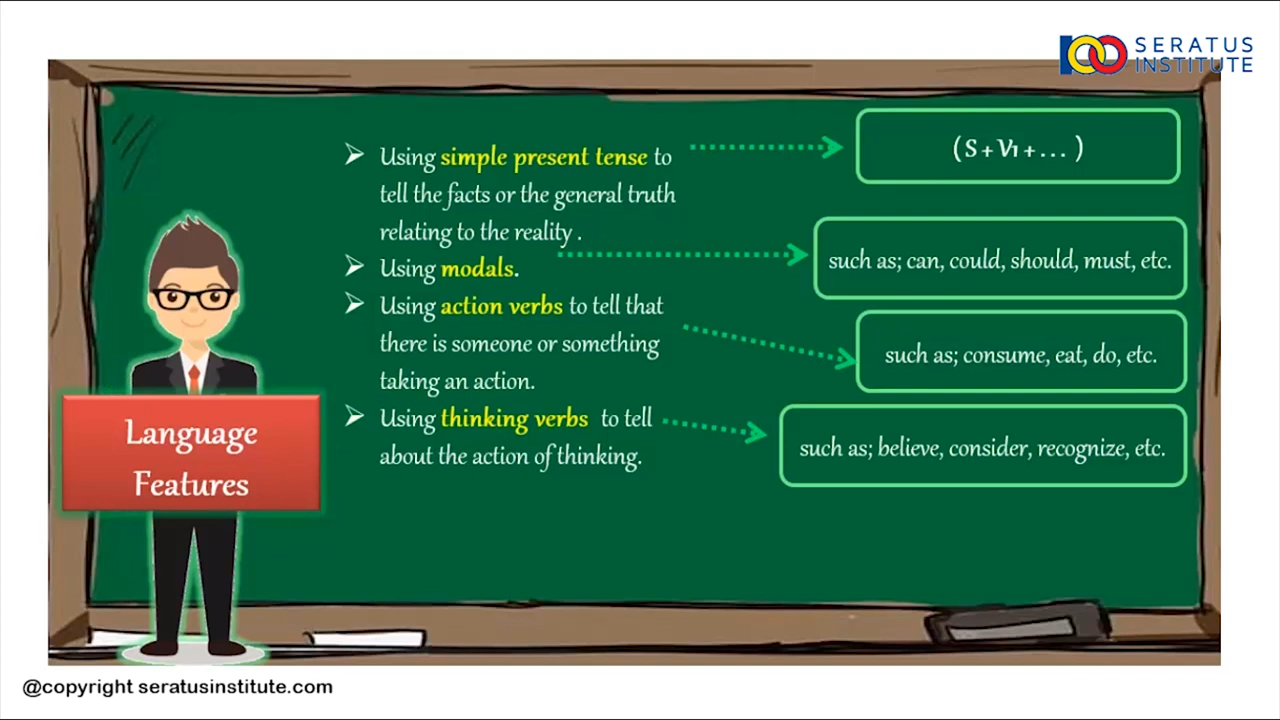 SERATUS
INSTITUTE
➢ Using simple present tense to
tell the facts or the general truth
relating to the reality .
(S + V1 + ... )
➢ Using modals.
such as; can, could, should, must, etc.
➢ Using action verbs to tell that
there is someone or something
taking an action.
such as; consume, eat, do, etc.
➢ Using thinking verbs to tell
about the action of thinking.
such as; believe, consider, recognize, etc.
Language
Features
@copyright seratusinstitute.com